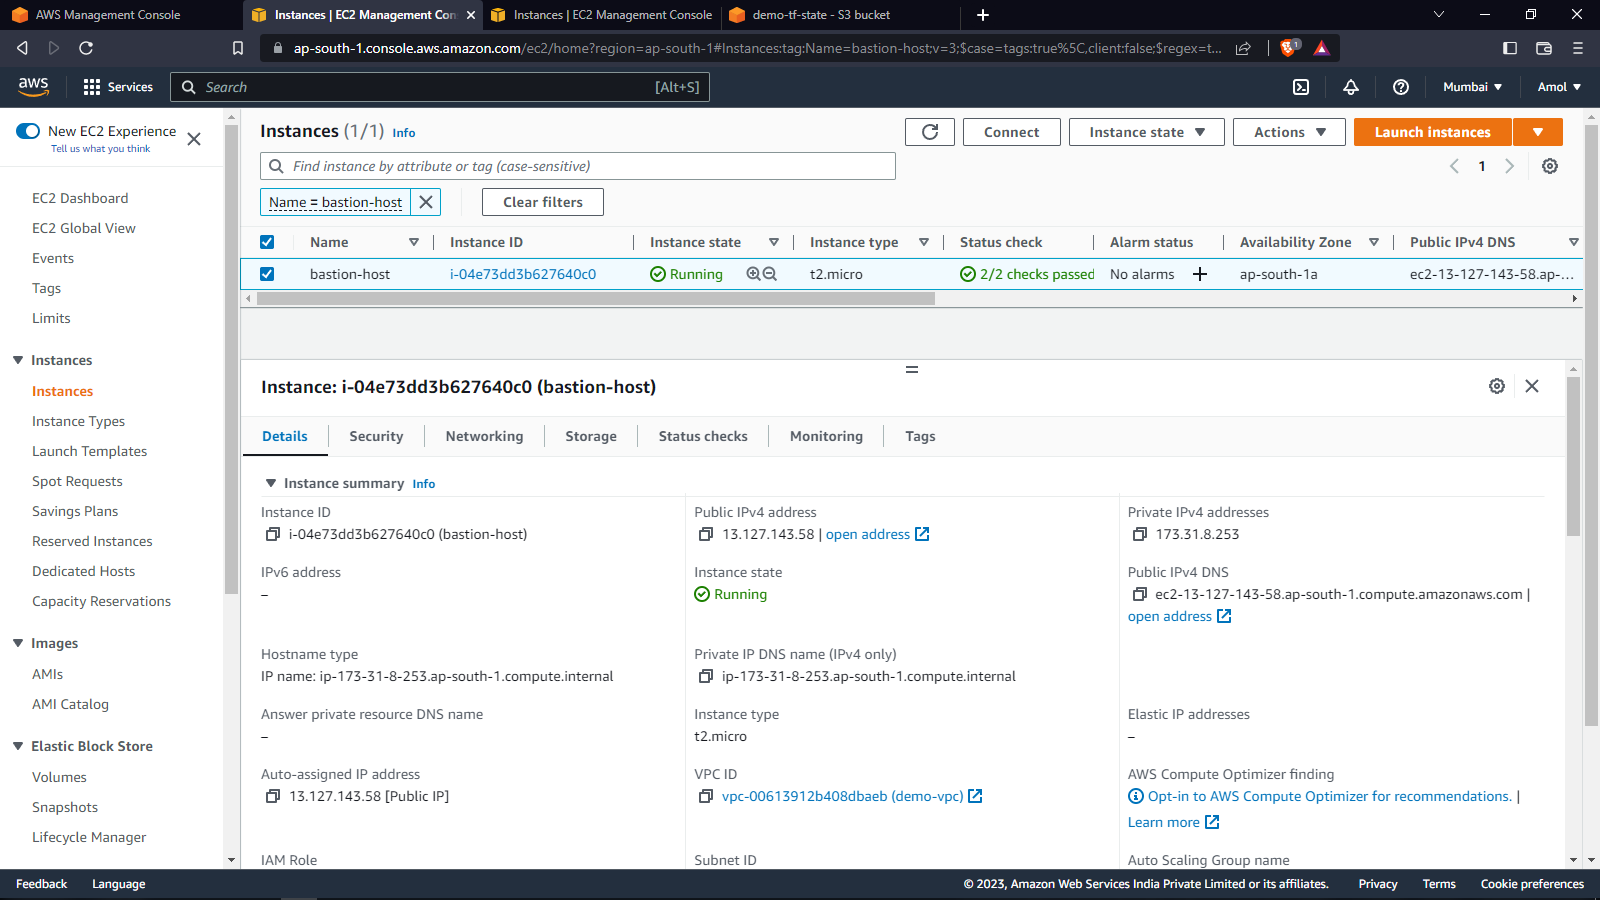 AWS Management Console
Instances | EC2 Management Con
Instances | EC2 Management Console
demo-tf-state - S3 bucket
ap-south-1.console.aws.amazon.com/ec2/home?region=ap-south-1#Instances:tag:Name=bastion-host;v=3;$case=tags:true%5C,client:false;$regex=t...
1
aws
Services
Search
[Alt+S]
Mumbai
Amol
New EC2 Experience
Tell us what you think
EC2 Dashboard
EC2 Global View
Events
Tags
Limits
Instances
Instances
Instance Types
Launch Templates
Spot Requests
Savings Plans
Reserved Instances
Dedicated Hosts
Capacity Reservations
Images
AMIs
AMI Catalog
Elastic Block Store
Volumes
Snapshots
Lifecycle Manager
Instances (1/1) Info
Connect
Instance state
Actions
Launch instances
Find instance by attribute or tag (case-sensitive)
1
Name = bastion-host
Clear filters
Name Instance ID Instance state Instance type Status check Alarm status Availability Zone Public IPv4 DNS
bastion-host i-04e73dd3b627640c0 Running t2.micro 2/2 checks passed No alarms ap-south-1a ec2-13-127-143-58.ap-...
Instance: i-04e73dd3b627640c0 (bastion-host)
Details Security Networking Storage Status checks Monitoring Tags
Instance summary Info
Instance ID
i-04e73dd3b627640c0 (bastion-host)
Public IPv4 address
13.127.143.58 | open address
Private IPv4 addresses
173.31.8.253
IPv6 address
–
Instance state
Running
Public IPv4 DNS
ec2-13-127-143-58.ap-south-1.compute.amazonaws.com |
open address
Hostname type
IP name: ip-173-31-8-253.ap-south-1.compute.internal
Private IP DNS name (IPv4 only)
ip-173-31-8-253.ap-south-1.compute.internal
Answer private resource DNS name
–
Instance type
t2.micro
Elastic IP addresses
–
Auto-assigned IP address
13.127.143.58 [Public IP]
VPC ID
vpc-00613912b408dbaeb (demo-vpc)
AWS Compute Optimizer finding
Opt-in to AWS Compute Optimizer for recommendations. |
Learn more
IAM Role
Subnet ID
Auto Scaling Group name
Feedback
Language
© 2023, Amazon Web Services India Private Limited or its affiliates.
Privacy
Terms
Cookie preferences